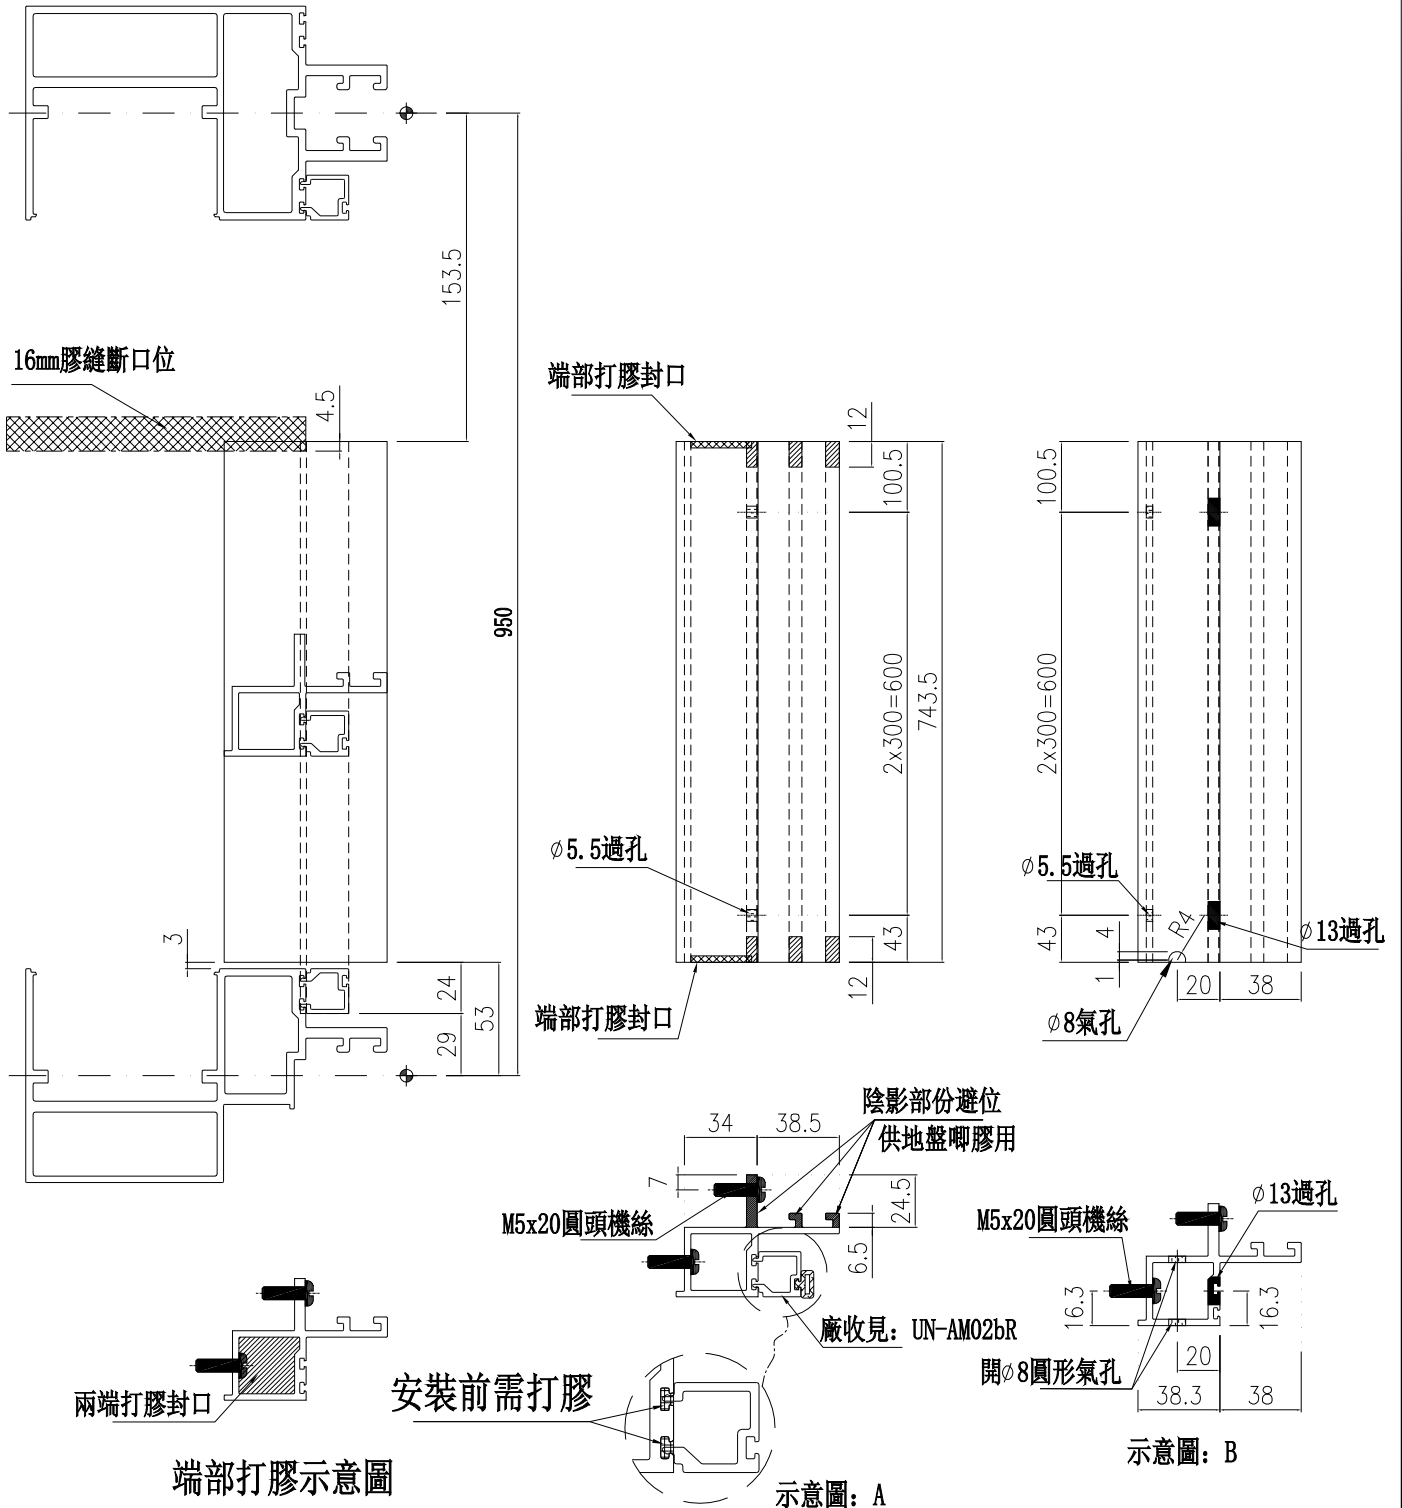 153.5
16mm膠縫斷口位
4.5
950
3
24
53
29
端部打膠封口
12
100.5
2x300=600
743.5
∅5.5過孔
43
12
端部打膠封口
100.5
2x300=600
∅5.5過孔
43
4
1
R4
∅13過孔
20
38
∅8氣孔
34
38.5
陰影部份避位
供地盤唧膠用
7
24.5
6.5
M5x20圓頭機絲
廠收見: UN-AM02bR
安裝前需打膠
示意圖: A
兩端打膠封口
端部打膠示意圖
∅13過孔
M5x20圓頭機絲
16.3
16.3
20
開∅8圓形氣孔
38.3
38
示意圖: B